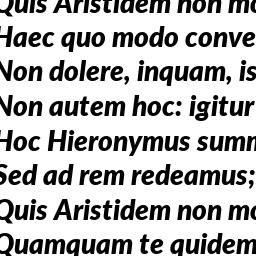 Quis Aristidem non mo
Haec quo modo conve
Non dolere, inquam, is
Non autem hoc: igitur
Hoc Hieronymus summ
Sed ad rem redeamus;
Quis Aristidem non mo
Quamquam te quidem